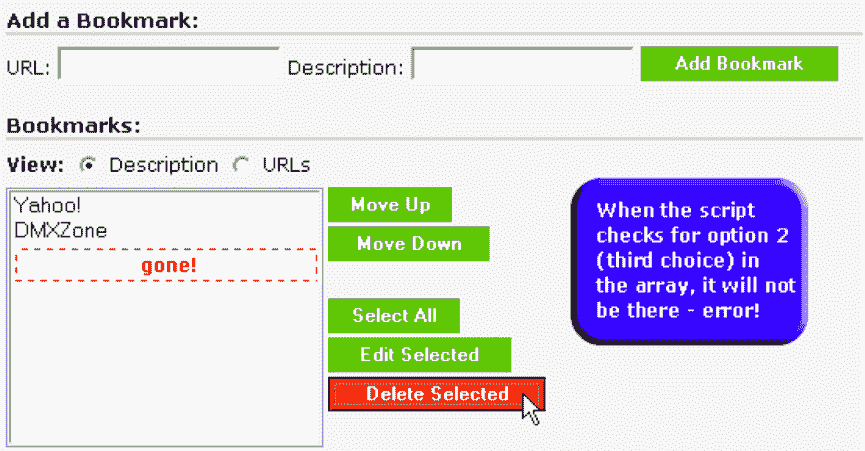 Add a Bookmark:
URL: Description: Add Bookmark
Bookmarks:
View: Description URLs
Yahoo!
DMXZone
gone!
Move Up
Move Down
Select All
Edit Selected
Delete Selected
When the script
checks for option 2
(third choice) in
the array, it will not
be there - error!